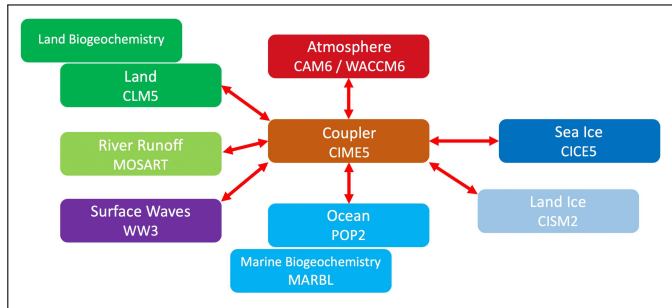 Land Biogeochemistry
Land
CLM5
Atmosphere
CAM6 / WACCM6
River Runoff
MOSART
Coupler
CIME5
Sea Ice
CICE5
Surface Waves
WW3
Ocean
POP2
Land Ice
CISM2
Marine Biogeochemistry
MARBL